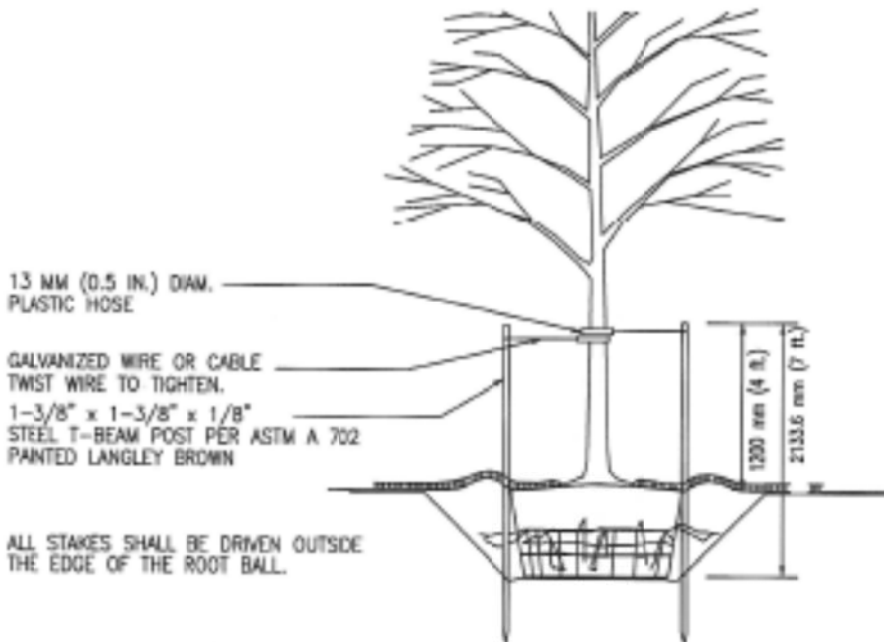 13 MM (0.5 IN.) DIAM.
PLASTIC HOSE
GALVANIZED WIRE OR CABLE
TWIST WIRE TO TIGHTEN.
1-3/8" x 1-3/8" x 1/8"
STEEL T-BEAM POST PER ASTM A 702
PANTED LANGLEY BROWN
ALL STAKES SHALL BE DRIVEN OUTSIDE
THE EDGE OF THE ROOT BALL.
1200 mm (4 ft.)
2133.6 mm (7 ft.)